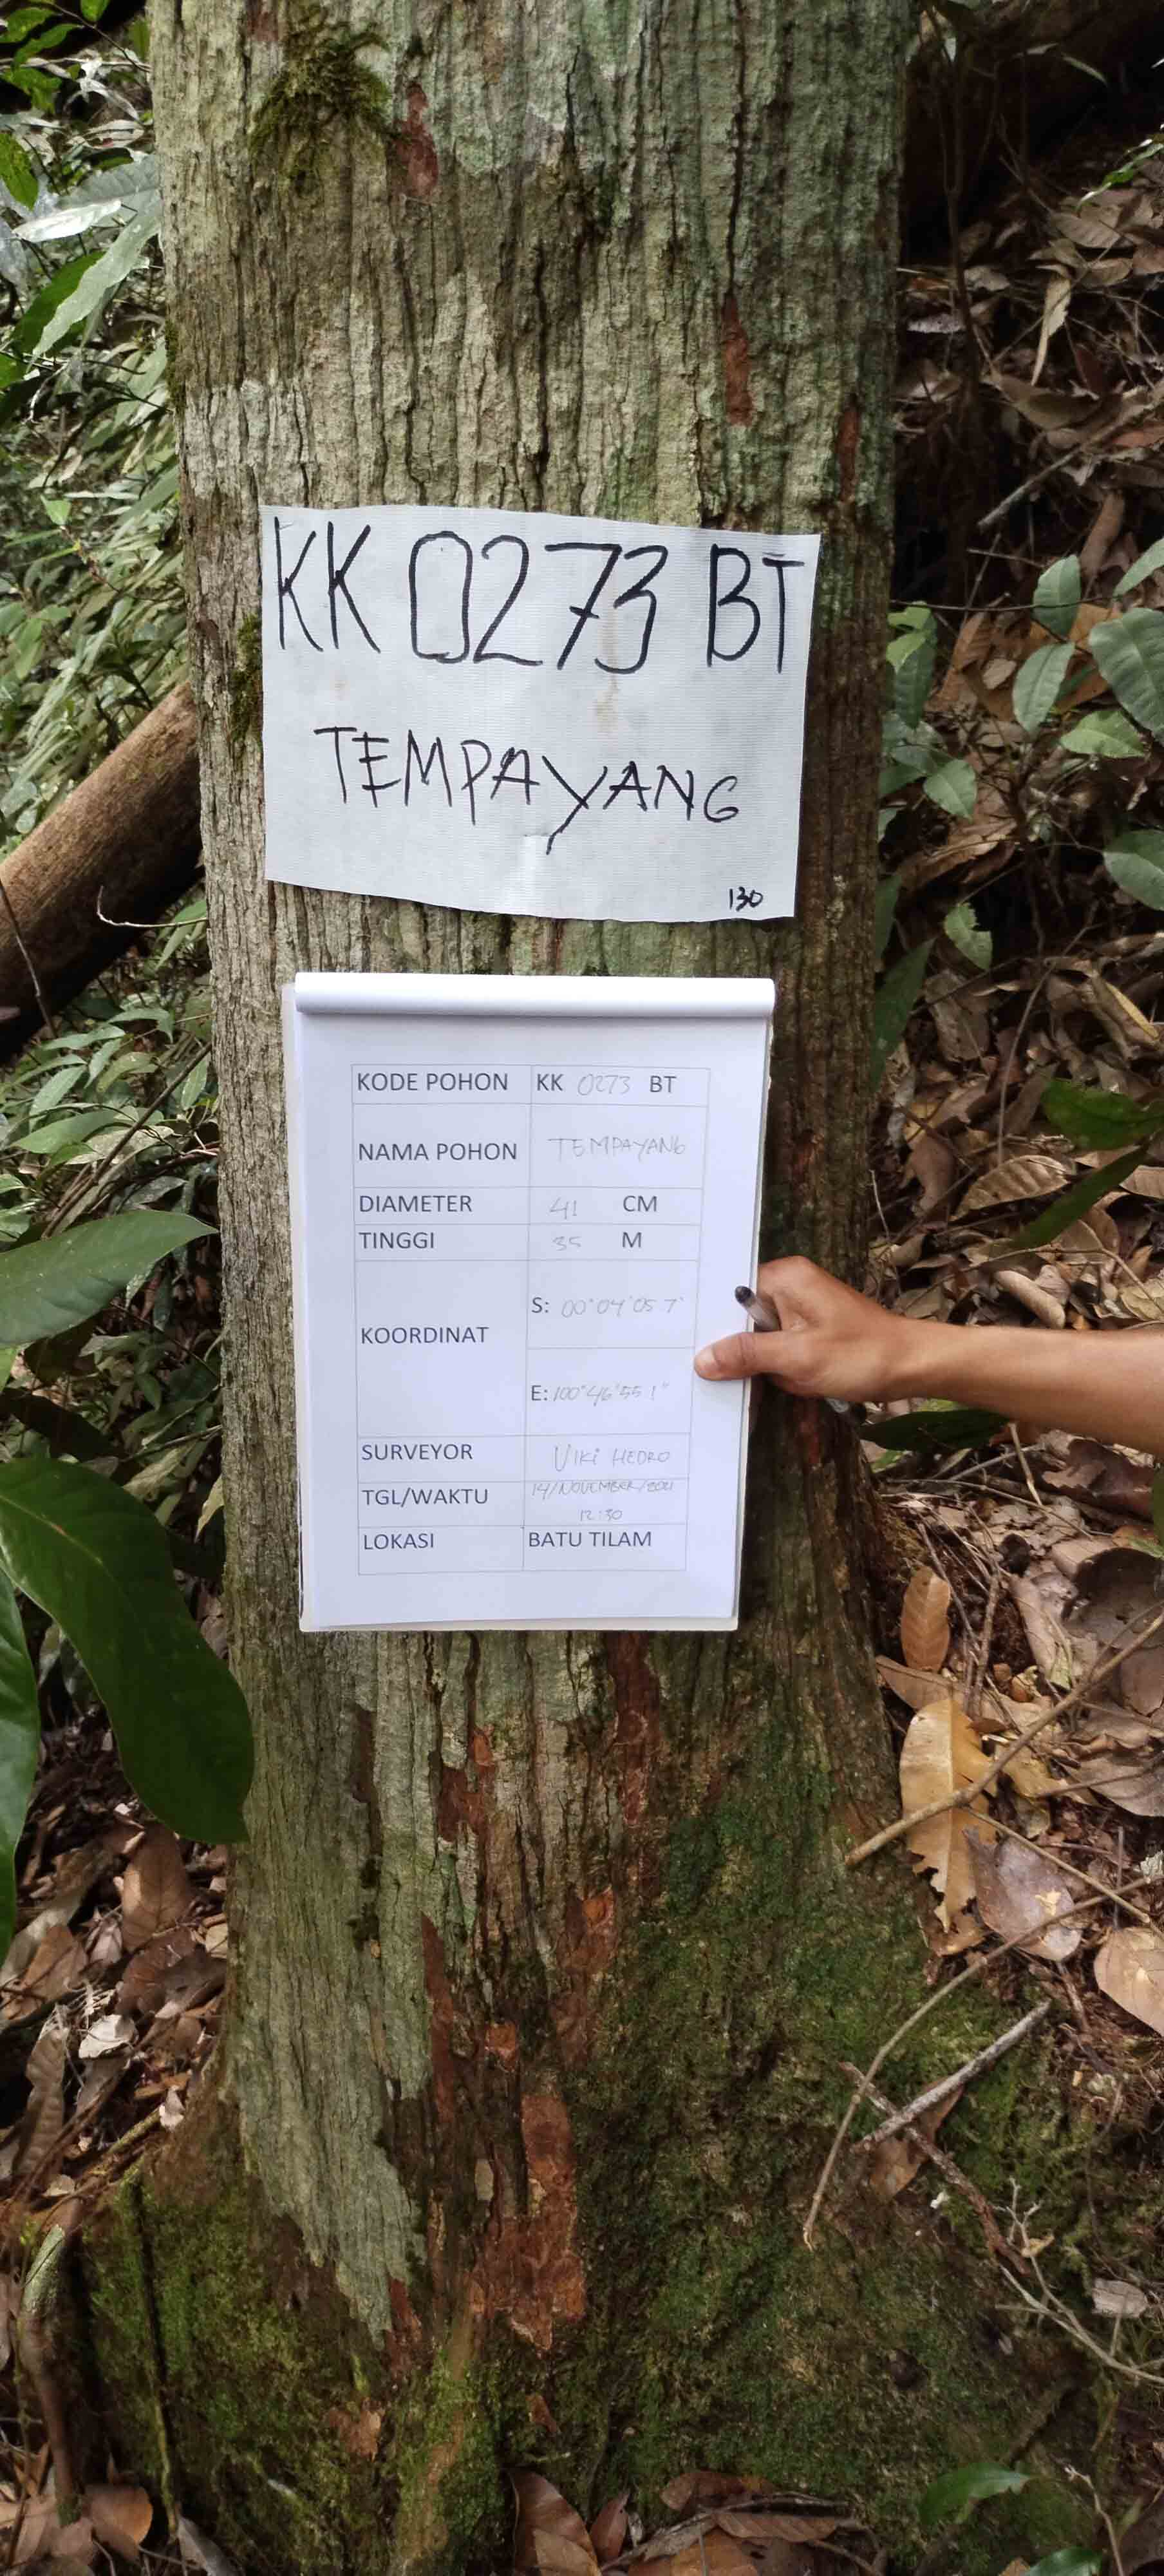 KK 0273 BT
TEMPAYANG
130
KODE POHON KK 0273 BT
NAMA POHON TEMPAYANG
DIAMETER 41 CM
TINGGI 35 M
KOORDINAT
S: 00°04'05 7"
E: 100°46'55 1"
SURVEYOR VIKI HEDRO
TGL/WAKTU 14/NOVEMBER/2021
12:30
LOKASI BATU TILAM